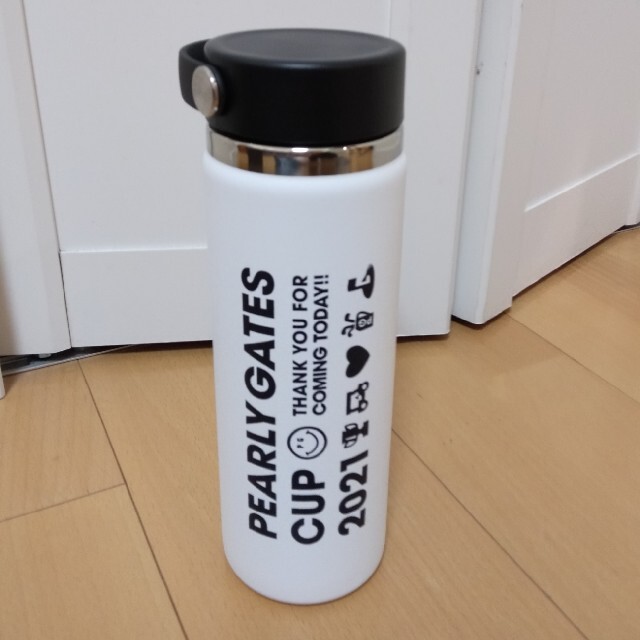 PEARLY GATES
CUP
THANK YOU FOR
COMING TODAY!!
2021